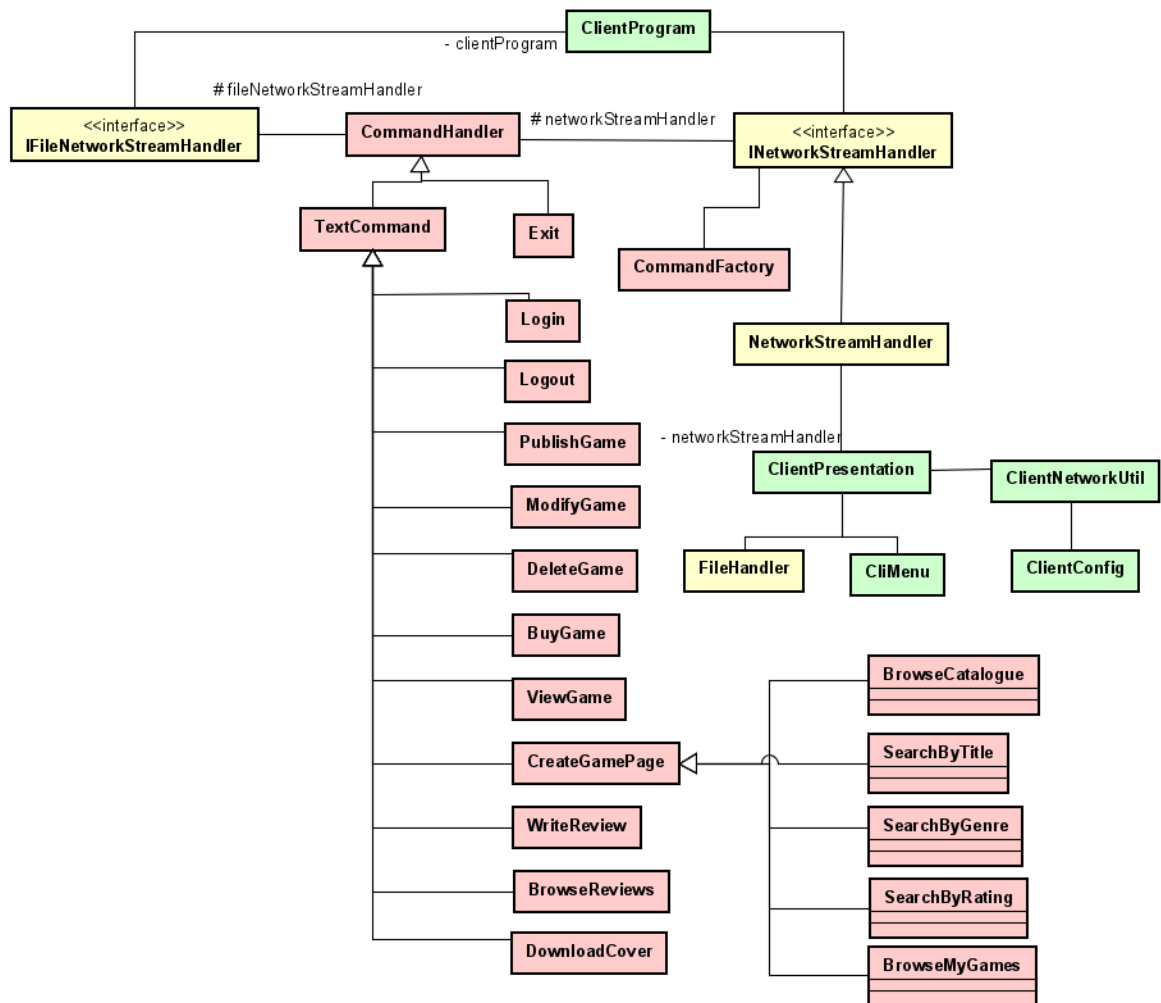 ClientProgram
- clientProgram
# fileNetworkStreamHandler
<<interface>>
IFileNetworkStreamHandler
CommandHandler
# networkStreamHandler
<<interface>>
INetworkStreamHandler
TextCommand
Exit
CommandFactory
Login
NetworkStreamHandler
Logout
PublishGame
- networkStreamHandler
ClientPresentation
ClientNetworkUtil
ModifyGame
DeleteGame
FileHandler
CliMenu
ClientConfig
BuyGame
ViewGame
BrowseCatalogue
CreateGamePage
SearchByTitle
WriteReview
SearchByGenre
BrowseReviews
SearchByRating
DownloadCover
BrowseMyGames